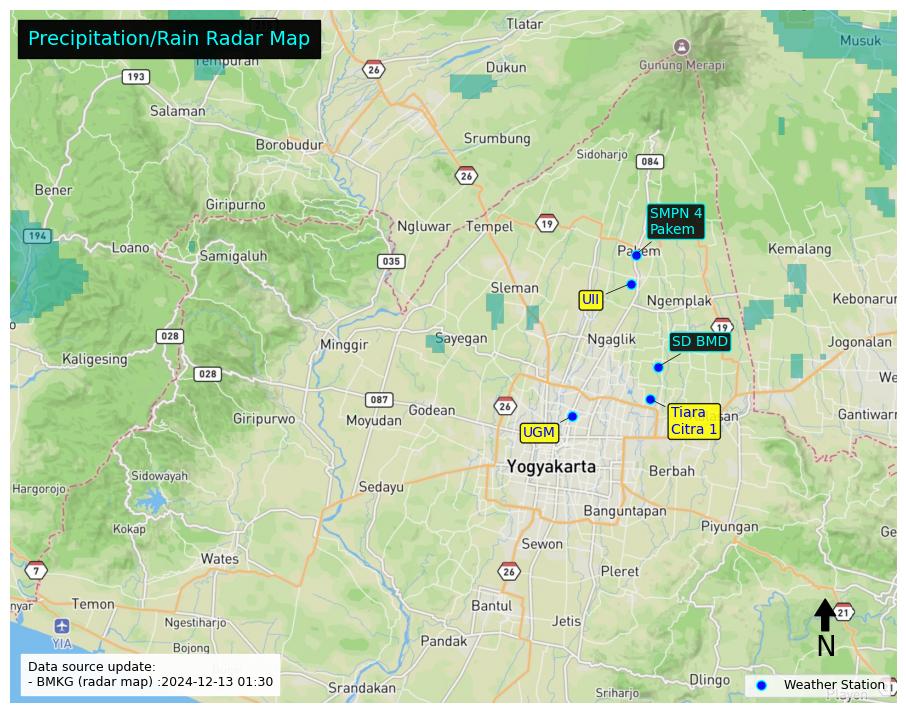 Precipitation/Rain Radar Map
Tlatar
Musuk
Tempuran
26
Dukun
Gunung Merapi
193
Salaman
Borobudur
Srumbung
Sidoharjo
084
26
Bener
Giripurno
SMPN 4
Pakem
Ngluwar
Tempel
19
194
Loano
Samigaluh
035
Pakem
Kemalang
Sleman
UII
Ngemplak
Kebonarum
19
028
Minggir
Sayegan
Ngaglik
SD BMD
Jogonalan
Kaligesing
028
087
Godean
26
Giripurwo
Moyudan
UGM
Tiara
Citra 1
Gantiwarn
Yogyakarta
Sidowayah
Berbah
Hargorojo
Sedayu
Banguntapan
Kokap
Piyungan
Wates
Sewon
7
26
Pleret
Temon
Bantul
21
Ngestiharjo
Jetis
YIA
Bojong
Pandak
N
Data source update:
- BMKG (radar map) :2024-12-13 01:30
Srandakan
Sriharjo
Dlingo
Weather Station
Playen